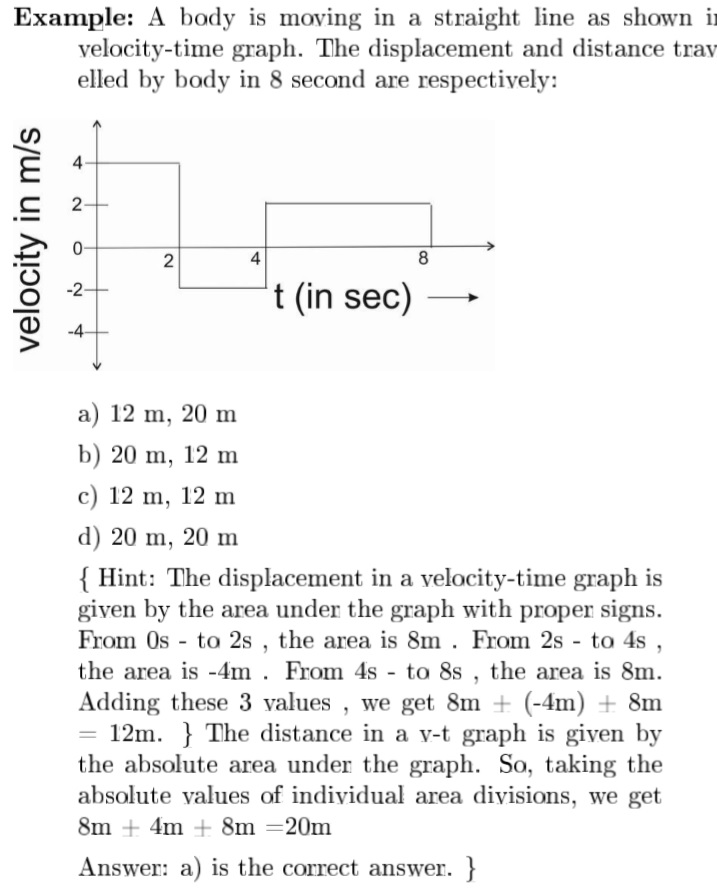 Example: A body is moving in a straight line as shown
velocity-time graph. The displacement and distance
elled by body in 8 second are respectively:
velocity in m/s
4
2
0
-2
-4
2
4
8
t (in sec)
a) 12 m, 20 m
b) 20 m, 12 m
c) 12 m, 12 m
d) 20 m, 20 m
{ Hint: The displacement in a velocity-time graph is
given by the area under the graph with proper signs.
From 0s - to 2s , the area is 8m . From 2s - to 4s ,
the area is -4m . From 4s - to 8s , the area is 8m.
Adding these 3 values , we get 8m + (-4m) + 8m
= 12m. } The distance in a v-t graph is given by
the absolute area under the graph. So, taking the
absolute values of individual area divisions, we get
8m + 4m + 8m =20m
Answer: a) is the correct answer. }